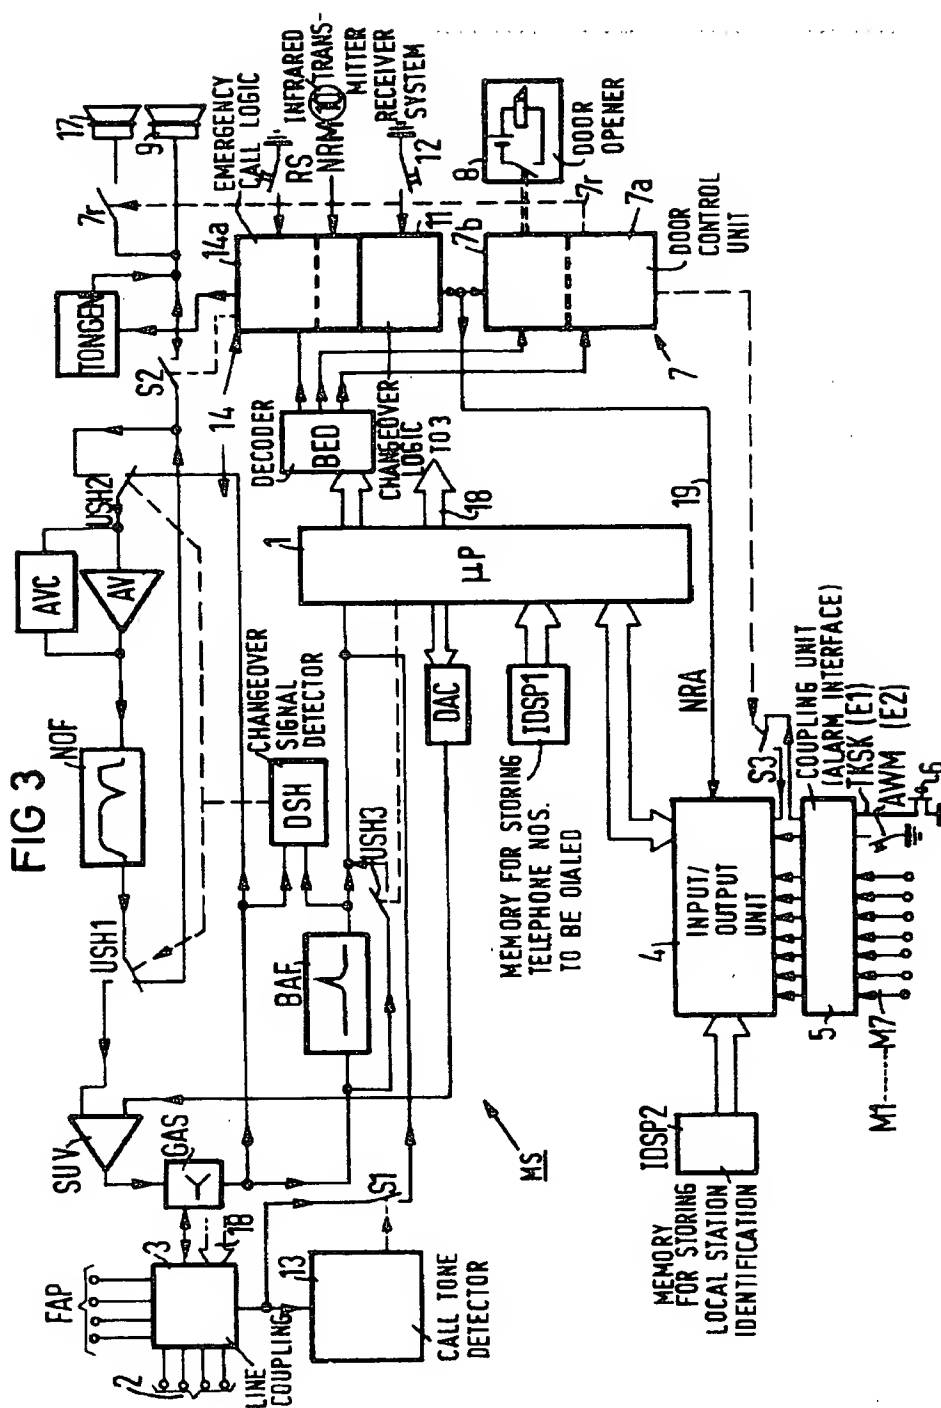 FIG 3
FAP
2
3
LINE
COUPLING
18
GAS
SUV
13
CALL TONE
DETECTOR
S1
USH1
NOF
AVC
AV
USH2
S2
TONGEN
7r
17
9
BAF
USH3
DSH
CHANGEOVER
SIGNAL
DETECTOR
14
14a
EMERGENCY
CALL LOGIC
RS
NRM
INFRARED
TRANS-
MITTER
RECEIVER
SYSTEM
10
12
11
DECODER
BED
CHANGEOVER
LOGIC
TO 3
18
1
µP
DAC
IDSP1
MEMORY FOR STORING
TELEPHONE NOS.
TO BE DIALED
7b
7r
7a
7
DOOR
CONTROL
UNIT
8
DOOR
OPENER
19
NRA
MS
IDSP2
MEMORY
FOR STORING
LOCAL STATION
IDENTIFICATION
4
INPUT/
OUTPUT
UNIT
S3
5
COUPLING UNIT
(ALARM INTERFACE)
TKSK (E1)
AWM (E2)
6
M1------M7